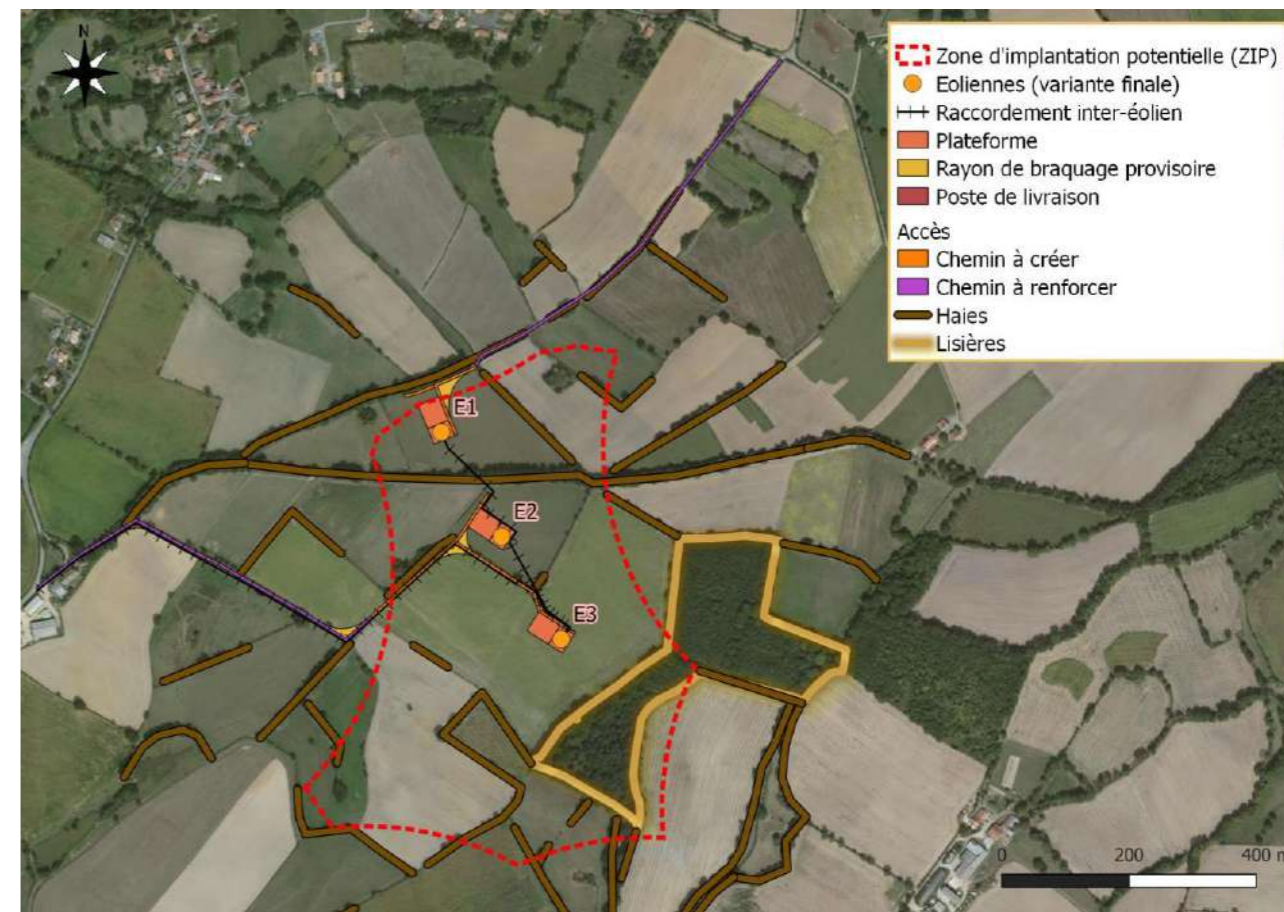 N
Zone d'implantation potentielle (ZIP)
Eoliennes (variante finale)
Raccordement inter-éolien
Plateforme
Rayon de braquage provisoire
Poste de livraison
Accès
Chemin à créer
Chemin à renforcer
Haies
Lisières
E1
E2
E3
0 200 400 m